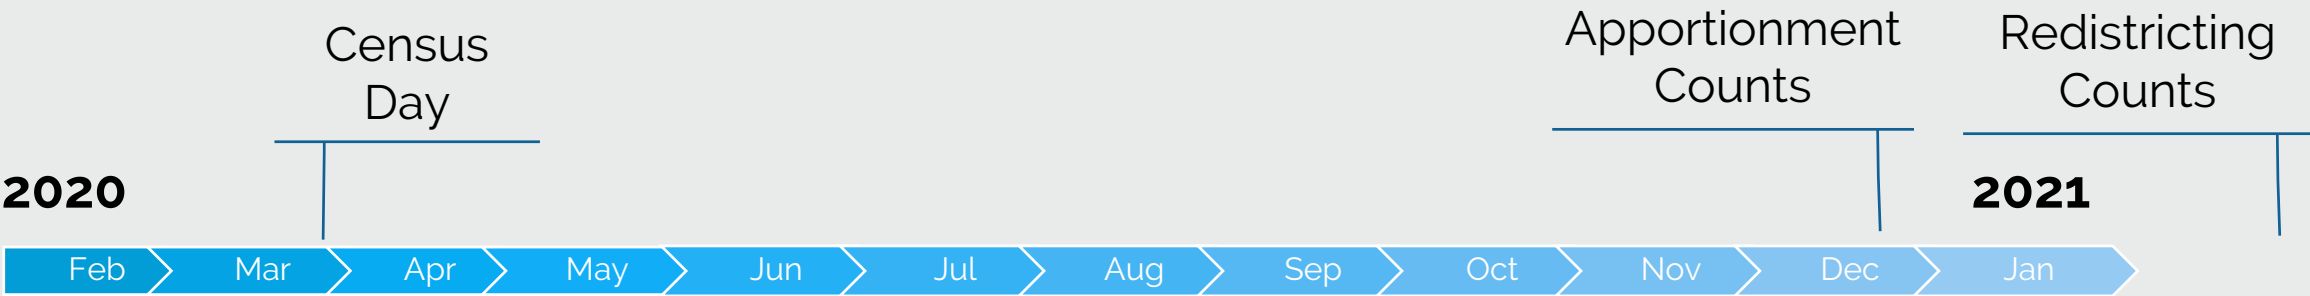 Census
Day
Apportionment
Counts
Redistricting
Counts
2020
2021
Feb Mar Apr May Jun Jul Aug Sep Oct Nov Dec Jan